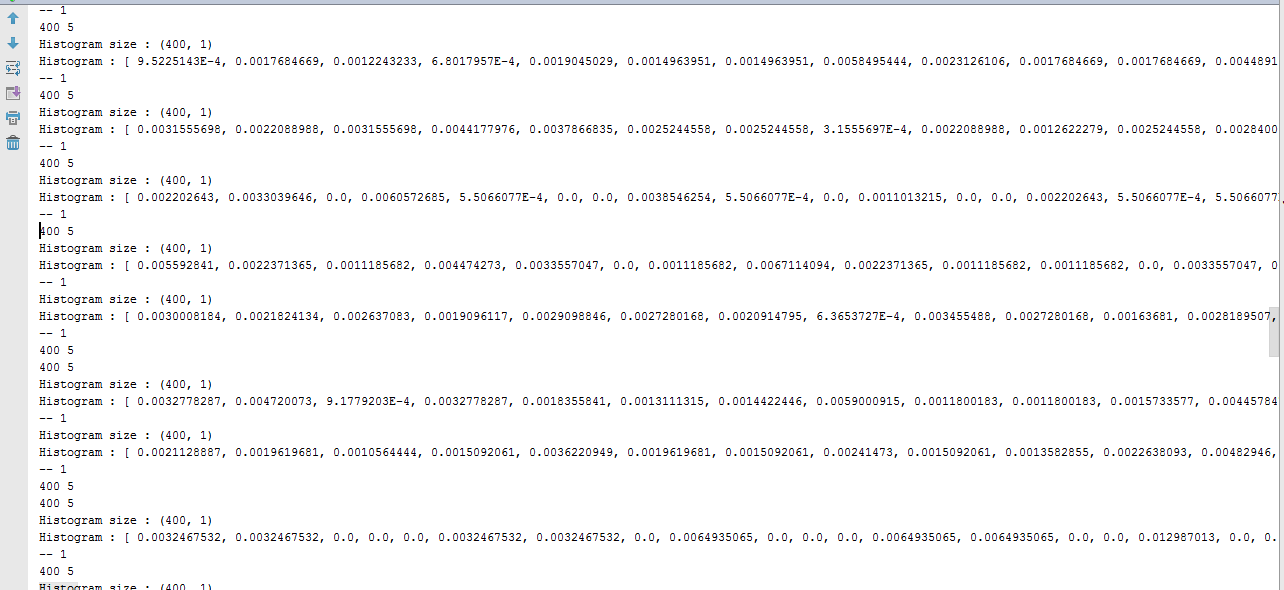 -- 1
400 5
Histogram size : (400, 1)
Histogram : [ 9.5225143E-4, 0.0017684669, 0.0012243233, 6.8017957E-4, 0.0019045029, 0.0014963951, 0.0014963951, 0.0058495444, 0.0023126106, 0.0017684669, 0.0017684669, 0.0044891
-- 1
400 5
Histogram size : (400, 1)
Histogram : [ 0.0031555698, 0.0022088988, 0.0031555698, 0.0044177976, 0.0037866835, 0.0025244558, 0.0025244558, 3.1555697E-4, 0.0022088988, 0.0012622279, 0.0025244558, 0.0028400
-- 1
400 5
Histogram size : (400, 1)
Histogram : [ 0.002202643, 0.0033039646, 0.0, 0.0060572685, 5.5066077E-4, 0.0, 0.0, 0.0038546254, 5.5066077E-4, 0.0, 0.0011013215, 0.0, 0.0, 0.002202643, 5.5066077E-4, 5.5066077
-- 1
400 5
Histogram size : (400, 1)
Histogram : [ 0.005592841, 0.0022371365, 0.0011185682, 0.004474273, 0.0033557047, 0.0, 0.0011185682, 0.0067114094, 0.0022371365, 0.0011185682, 0.0011185682, 0.0, 0.0033557047, 0
-- 1
Histogram size : (400, 1)
Histogram : [ 0.0030008184, 0.0021824134, 0.002637083, 0.0019096117, 0.0029098846, 0.0027280168, 0.0020914795, 6.3653727E-4, 0.003455488, 0.0027280168, 0.00163681, 0.0028189507,
-- 1
400 5
400 5
Histogram size : (400, 1)
Histogram : [ 0.0032778287, 0.004720073, 9.1779203E-4, 0.0032778287, 0.0018355841, 0.0013111315, 0.0014422446, 0.0059000915, 0.0011800183, 0.0011800183, 0.0015733577, 0.00445784
-- 1
Histogram size : (400, 1)
Histogram : [ 0.0021128887, 0.0019619681, 0.0010564444, 0.0015092061, 0.0036220949, 0.0019619681, 0.0015092061, 0.00241473, 0.0015092061, 0.0013582855, 0.0022638093, 0.00482946,
-- 1
400 5
400 5
Histogram size : (400, 1)
Histogram : [ 0.0032467532, 0.0032467532, 0.0, 0.0, 0.0, 0.0032467532, 0.0032467532, 0.0, 0.0064935065, 0.0, 0.0, 0.0, 0.0064935065, 0.0064935065, 0.0, 0.0, 0.012987013, 0.0, 0.
-- 1
400 5
Histogram size : (400, 1)